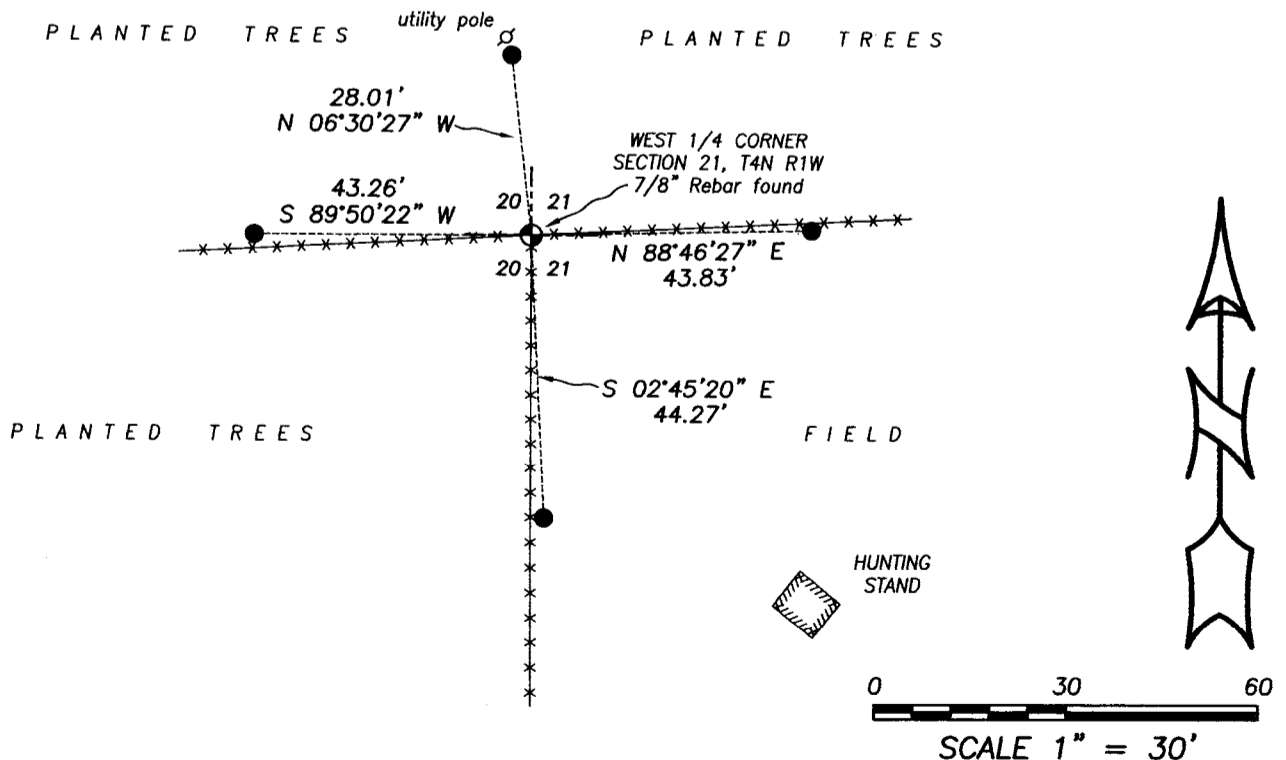 utility pole
PLANTED TREES
PLANTED TREES
28.01'
N 06°30'27" W
WEST 1/4 CORNER
SECTION 21, T4N R1W
7/8" Rebar found
43.26'
S 89°50'22" W
20 21
N 88°46'27" E
43.83'
20 21
S 02°45'20" E
44.27'
PLANTED TREES
FIELD
HUNTING
STAND
N
0 30 60
SCALE 1" = 30'